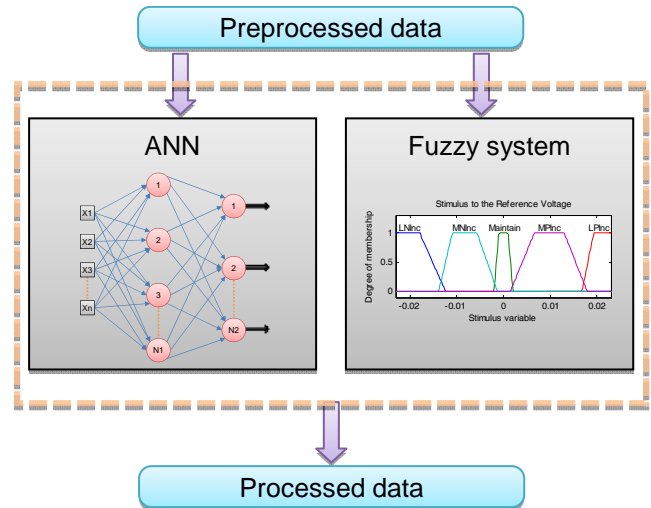 Preprocessed data
ANN
X1
X2
X3
Xn
1
2
3
N1
1
2
N2
Fuzzy system
Stimulus to the Reference Voltage
LNInc MNInc Maintain MPInc LPInc
Degree of membership
1
0.5
0
-0.02 -0.01 0 0.01 0.02
Stimulus variable
Processed data